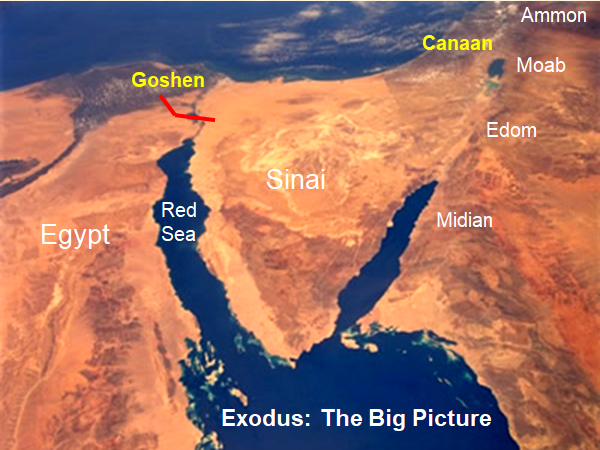 Ammon
Canaan
Moab
Goshen
Edom
Sinai
Red
Sea
Midian
Egypt
Exodus: The Big Picture